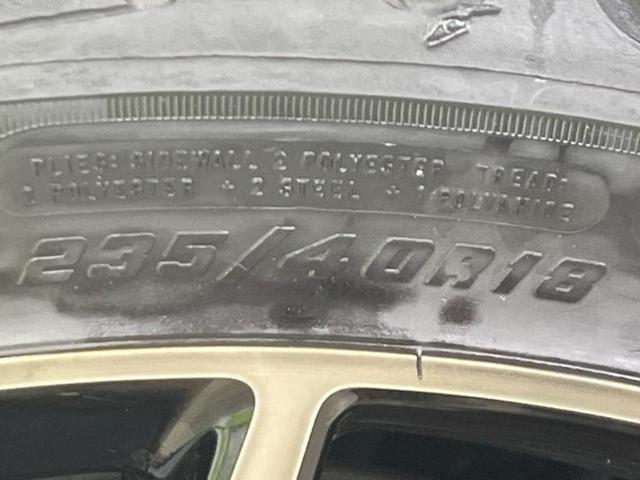 PLIES: SIDEWALL 2 POLYESTER TREAD:
2 POLYESTER + 2 STEEL + 1 POLYAMIDE
235/40R18